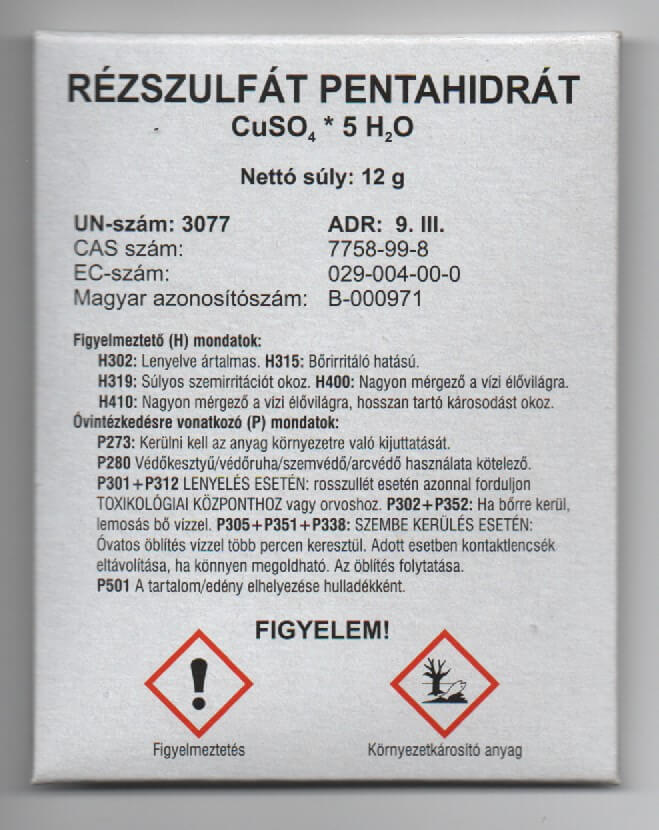 RÉZSZULFÁT PENTAHIDRÁT
CuSO₄ * 5 H₂O
Nettó súly: 12 g
UN-szám: 3077 ADR: 9. III.
CAS szám: 7758-99-8
EC-szám: 029-004-00-0
Magyar azonosítószám: B-000971
Figyelmeztető (H) mondatok:
H302: Lenyelve ártalmas. H315: Bőrirritáló hatású.
H319: Súlyos szemirritációt okoz. H400: Nagyon mérgező a vízi élővilágra.
H410: Nagyon mérgező a vízi élővilágra, hosszan tartó károsodást okoz.
Óvintézkedésre vonatkozó (P) mondatok:
P273: Kerülni kell az anyag környezetre való kijuttatását.
P280 Védőkesztyű/védőruha/szemvédő/arcvédő használata kötelező.
P301+P312 LENYELÉS ESETÉN: rosszullét esetén azonnal forduljon
TOXIKOLÓGIAI KÖZPONTHOZ vagy orvoshoz. P302+P352: Ha bőrre kerül,
lemosás bő vízzel. P305+P351+P338: SZEMBE KERÜLÉS ESETÉN:
Óvatos öblítés vízzel több percen keresztül. Adott esetben kontaktlencsék
eltávolítása, ha könnyen megoldható. Az öblítés folytatása.
P501 A tartalom/edény elhelyezése hulladékként.
FIGYELEM!
Figyelmeztetés Környezetkárosító anyag